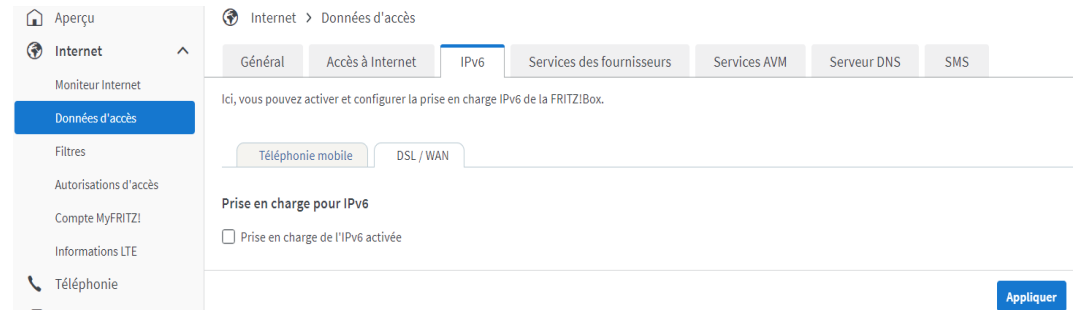 Aperçu
Internet
Moniteur Internet
Données d'accès
Filtres
Autorisations d'accès
Compte MyFRITZ!
Informations LTE
Téléphonie
Internet > Données d'accès
Général
Accès à Internet
IPv6
Services des fournisseurs
Services AVM
Serveur DNS
SMS
Ici, vous pouvez activer et configurer la prise en charge IPv6 de la FRITZ!Box.
Téléphonie mobile
DSL / WAN
Prise en charge pour IPv6
Prise en charge de l'IPv6 activée
Appliquer